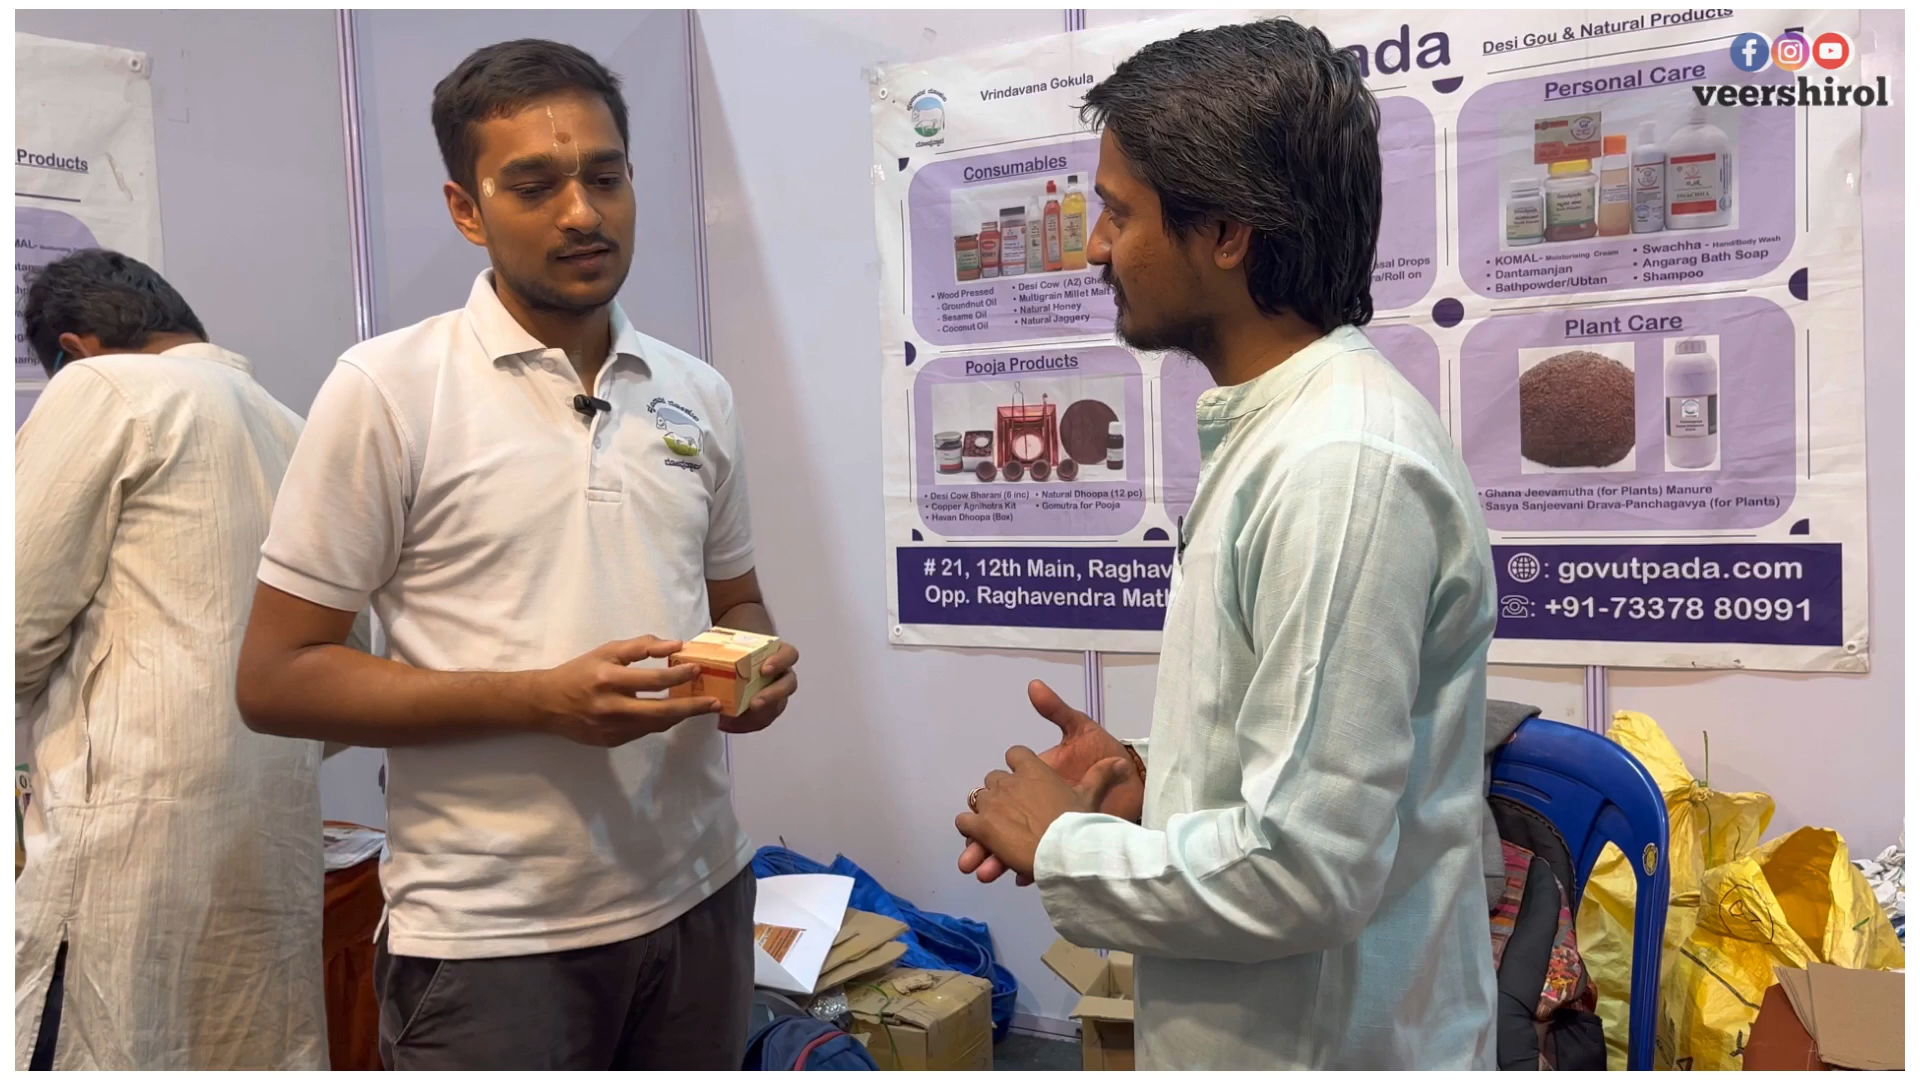 Products
Vrindavana Gokula
pada
Desi Gou & Natural Products
veershirol
Consumables
• Wood Pressed
- Groundnut Oil
- Sesame Oil
- Coconut Oil
• Desi Cow (A2) Ghee
• Multigrain Millet Malt
• Natural Honey
• Natural Jaggery
asal Drops
ra/Roll on
Personal Care
• KOMAL- Moisturising Cream
• Dantamanjan
• Bathpowder/Ubtan
• Swachha - Hand/Body Wash
• Angarag Bath Soap
• Shampoo
Pooja Products
• Desi Cow Bharani (6 inc)
• Copper Agnihotra Kit
• Havan Dhoopa (Box)
• Natural Dhoopa (12 pc)
• Gomutra for Pooja
Plant Care
- Ghana Jeevamutha (for Plants) Manure
- Sasya Sanjeevani Drava-Panchagavya (for Plants)
# 21, 12th Main, Raghav
Opp. Raghavendra Math
: govutpada.com
: +91-73378 80991